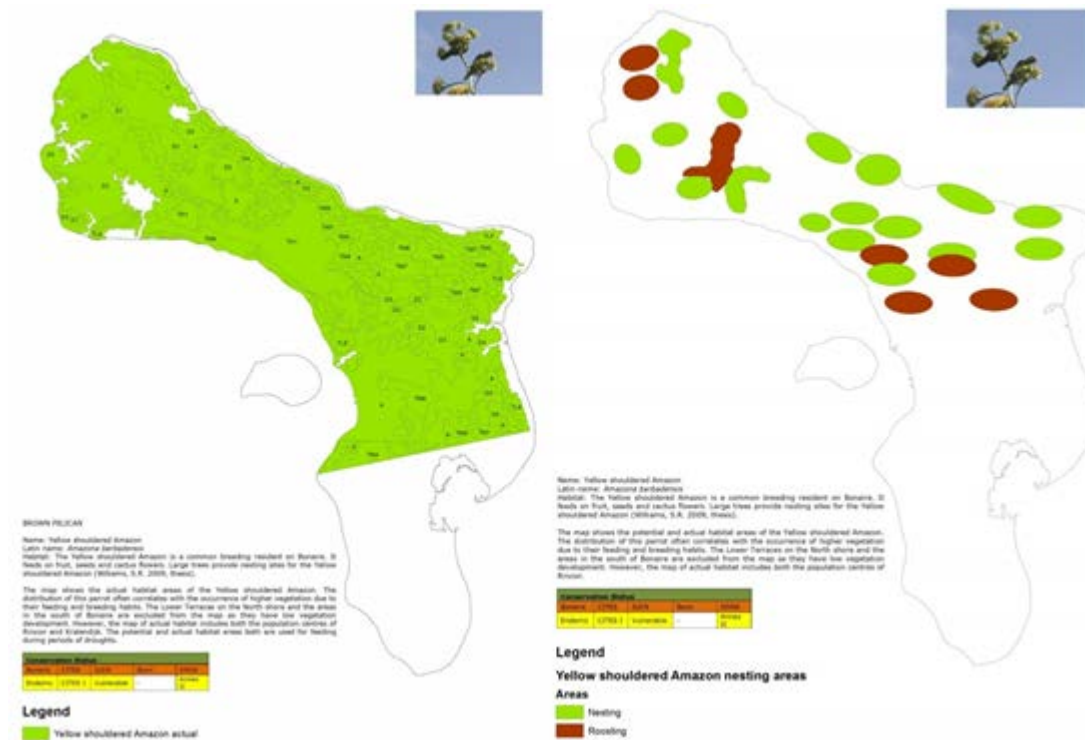 BROWN PELICAN
Name: Yellow shouldered Amazon
Latin name: Amazona barbadensis
Habitat: The Yellow shouldered Amazon is a common breeding resident on Bonaire. It
feeds on fruit, seeds and cactus flowers. Large trees provide nesting sites for the Yellow
shouldered Amazon (Williams, S.R. 2009, thesis).
The map shows the actual habitat areas of the Yellow shouldered Amazon. The
distribution of this parrot often correlates with the occurrence of higher vegetation due to
their feeding and breeding habits. The Lower Terraces on the North shore and the areas
in the south of Bonaire are excluded from the map as they have low vegetation
development. However, the map of actual habitat includes both the population centres of
Rincon and Kralendijk. The potential and actual habitat areas both are used for feeding
during periods of droughts.
Conservation Status
Bonaire CITES IUCN Bonn SPAW
Endemic CITES I Vulnerable - Annex II
Legend
Yellow shouldered Amazon actual
Name: Yellow shouldered Amazon
Latin name: Amazona barbadensis
Habitat: The Yellow shouldered Amazon is a common breeding resident on Bonaire. It
feeds on fruit, seeds and cactus flowers. Large trees provide nesting sites for the Yellow
shouldered Amazon (Williams, S.R. 2009, thesis).
The map shows the potential and actual habitat areas of the Yellow shouldered Amazon.
The distribution of this parrot often correlates with the occurrence of higher vegetation
due to their feeding and breeding habits. The Lower Terraces on the North shore and the
areas in the south of Bonaire are excluded from the map as they have low vegetation
development. However, the map of actual habitat includes both the population centres of
Rincon.
Conservation Status
Bonaire CITES IUCN Bonn SPAW
Endemic CITES I Vulnerable - Annex II
Legend
Yellow shouldered Amazon nesting areas
Areas
Nesting
Roosting